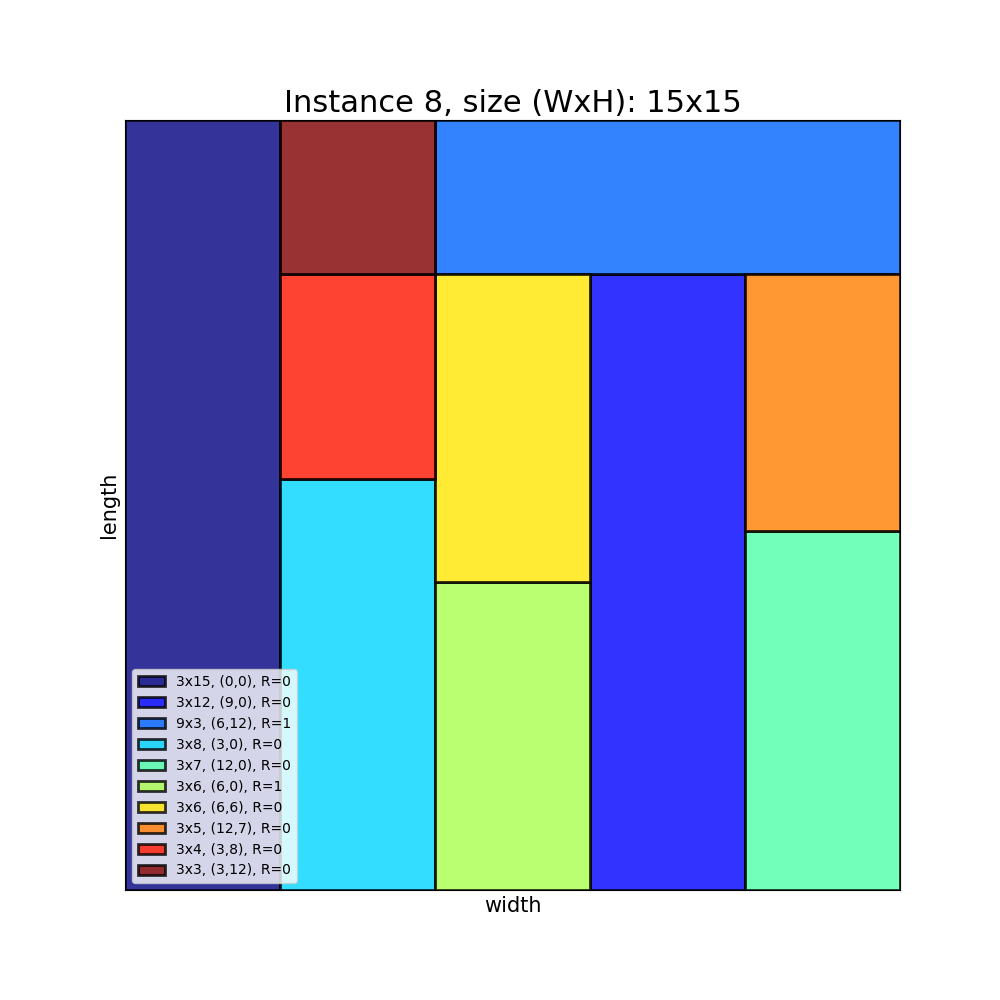 Instance 8, size (WxH): 15x15
length
3x15, (0,0), R=0
3x12, (9,0), R=0
9x3, (6,12), R=1
3x8, (3,0), R=0
3x7, (12,0), R=0
3x6, (6,0), R=1
3x6, (6,6), R=0
3x5, (12,7), R=0
3x4, (3,8), R=0
3x3, (3,12), R=0
width